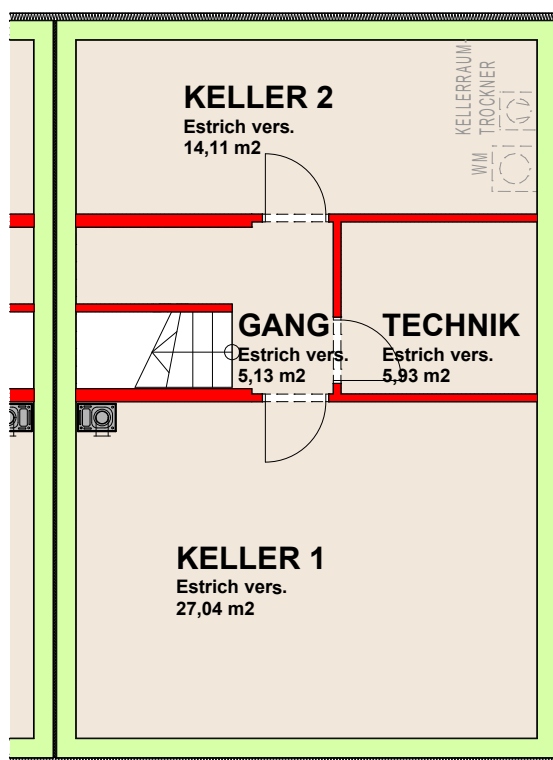 KELLERRAUM-
TROCKNER
WM
KELLER 2
Estrich vers.
14,11 m2
GANG
Estrich vers.
5,13 m2
TECHNIK
Estrich vers.
5,93 m2
KELLER 1
Estrich vers.
27,04 m2